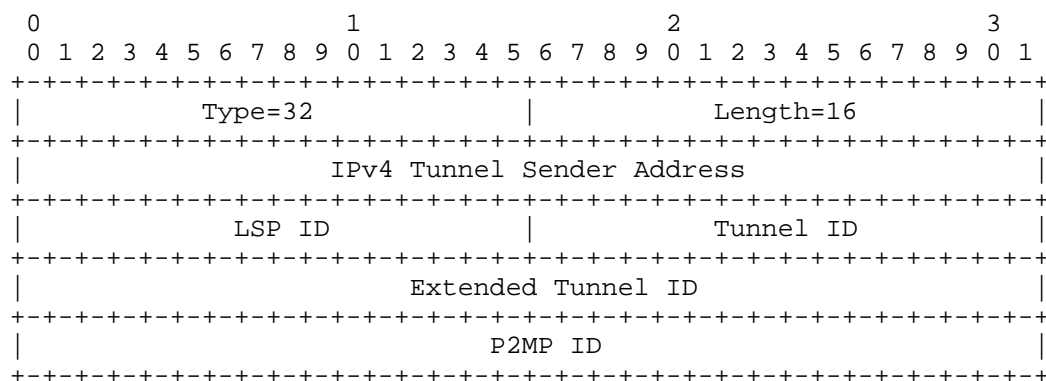 0                   1                   2                   3
 0 1 2 3 4 5 6 7 8 9 0 1 2 3 4 5 6 7 8 9 0 1 2 3 4 5 6 7 8 9 0 1
+-+-+-+-+-+-+-+-+-+-+-+-+-+-+-+-+-+-+-+-+-+-+-+-+-+-+-+-+-+-+-+-+
|           Type=32             |           Length=16           |
+-+-+-+-+-+-+-+-+-+-+-+-+-+-+-+-+-+-+-+-+-+-+-+-+-+-+-+-+-+-+-+-+
|                   IPv4 Tunnel Sender Address                  |
+-+-+-+-+-+-+-+-+-+-+-+-+-+-+-+-+-+-+-+-+-+-+-+-+-+-+-+-+-+-+-+-+
|             LSP ID            |           Tunnel ID           |
+-+-+-+-+-+-+-+-+-+-+-+-+-+-+-+-+-+-+-+-+-+-+-+-+-+-+-+-+-+-+-+-+
|                        Extended Tunnel ID                     |
+-+-+-+-+-+-+-+-+-+-+-+-+-+-+-+-+-+-+-+-+-+-+-+-+-+-+-+-+-+-+-+-+
|                             P2MP ID                           |
+-+-+-+-+-+-+-+-+-+-+-+-+-+-+-+-+-+-+-+-+-+-+-+-+-+-+-+-+-+-+-+-+